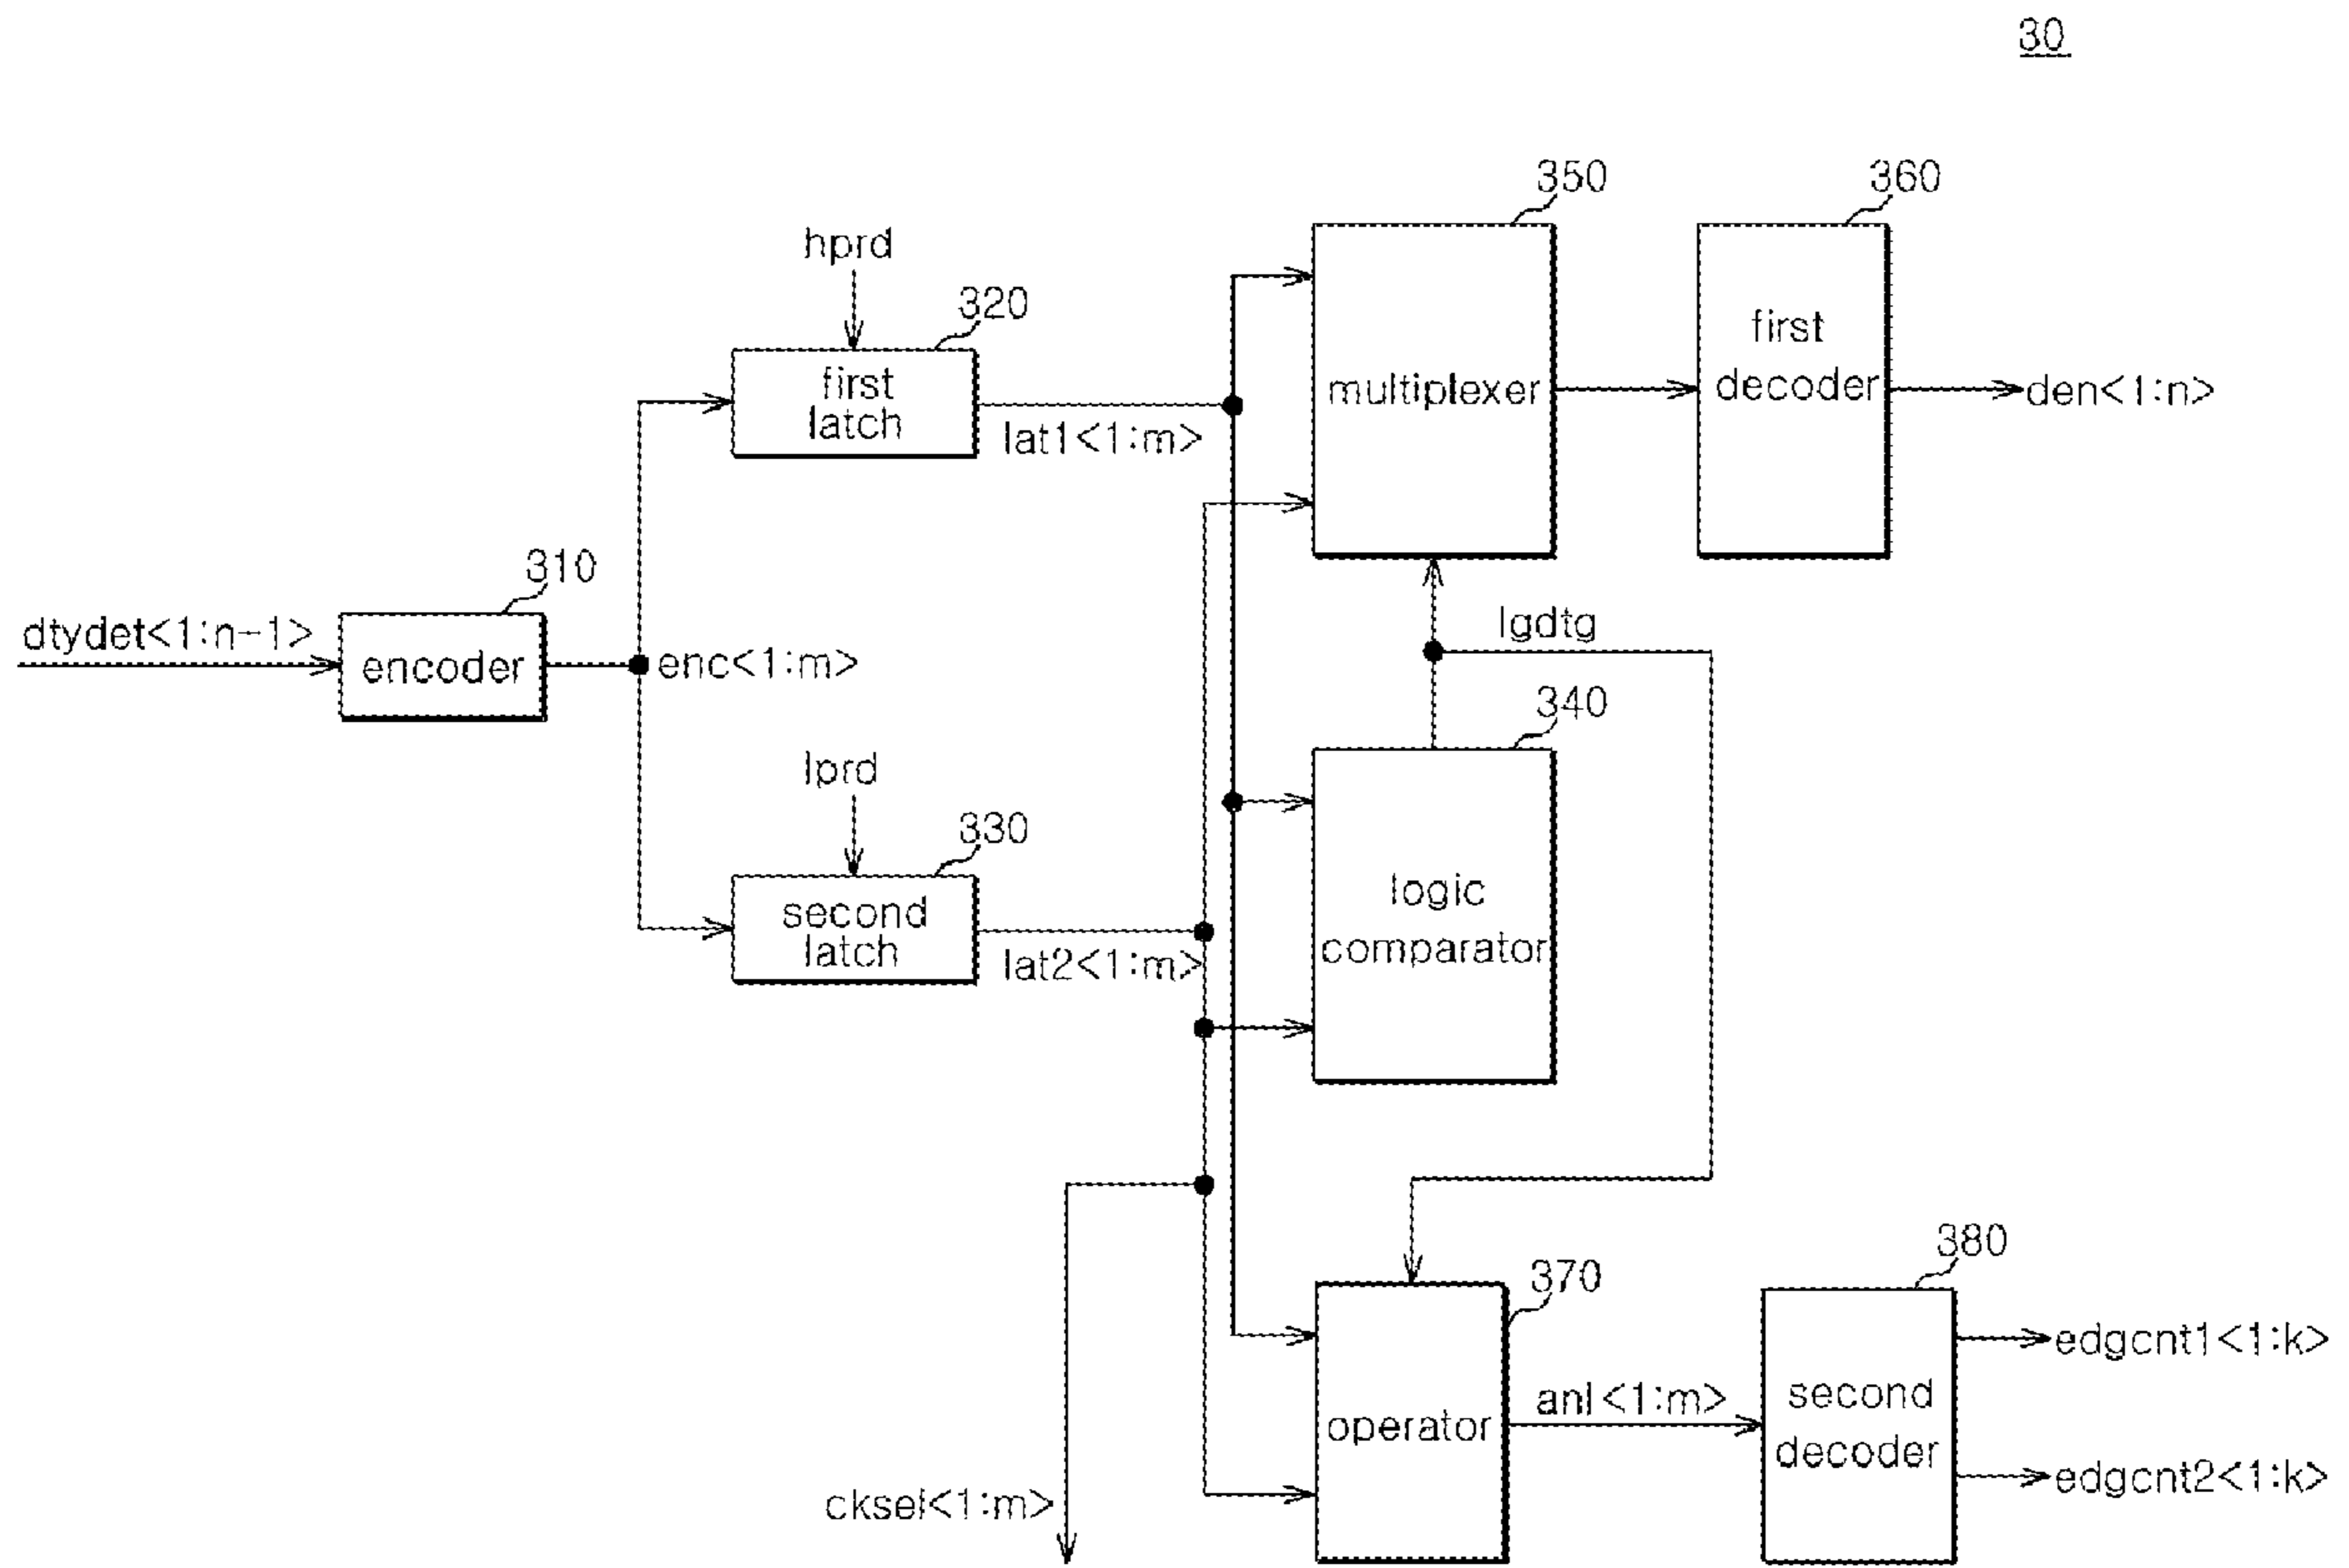 30
350
360
hprd
320
first
latch
lat1<1:m>
multiplexer
first
decoder
den<1:n>
310
dtydet<1:n-1>
encoder
enc<1:m>
lgdtg
340
lprd
330
second
latch
lat2<1:m>
logic
comparator
370
380
operator
anl<1:m>
second
decoder
edgcnt1<1:k>
edgcnt2<1:k>
cksel<1:m>